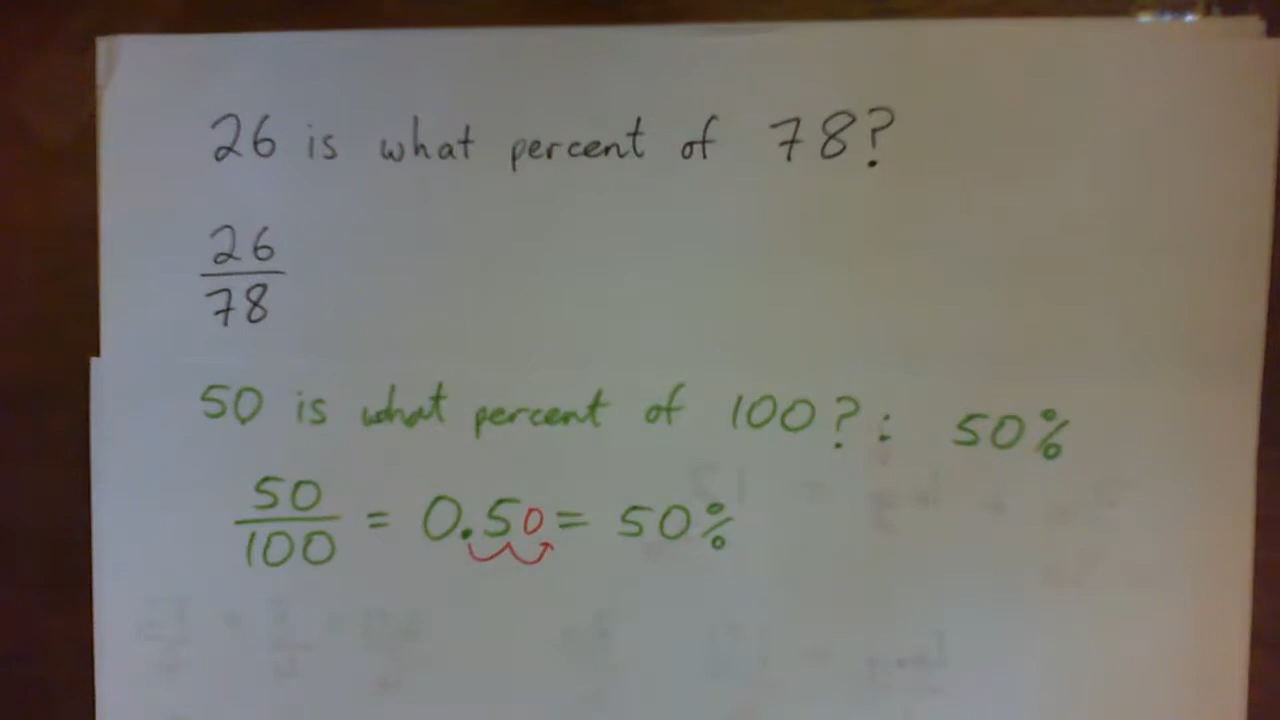 26 is what percent of 78?
26
78
50 is what percent of 100?: 50%
50
100
= 0.50 = 50%